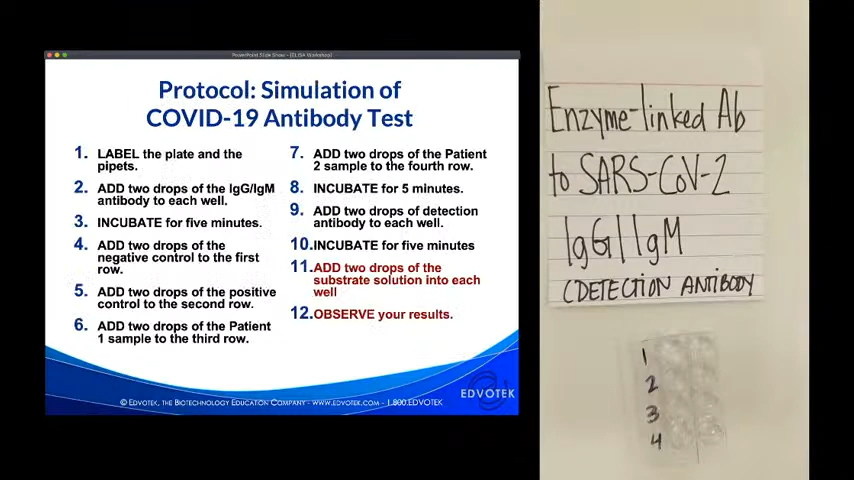 PowerPoint Slide Show - [ELISA Workshop]
Protocol: Simulation of
COVID-19 Antibody Test
1. LABEL the plate and the
pipets.
2. ADD two drops of the IgG/IgM
antibody to each well.
3. INCUBATE for five minutes.
4. ADD two drops of the
negative control to the first
row.
5. ADD two drops of the positive
control to the second row.
6. ADD two drops of the Patient
1 sample to the third row.
7. ADD two drops of the Patient
2 sample to the fourth row.
8. INCUBATE for 5 minutes.
9. ADD two drops of detection
antibody to each well.
10. INCUBATE for five minutes
11. ADD two drops of the
substrate solution into each
well
12. OBSERVE your results.
© EDVOTEK, THE BIOTECHNOLOGY EDUCATION COMPANY - WWW.EDVOTEK.COM - 1.800.EDVOTEK
EDVOTEK
Enzyme-linked Ab
to SARS-CoV-2
IgG/IgM
(DETECTION ANTIBODY
1
2
3
4